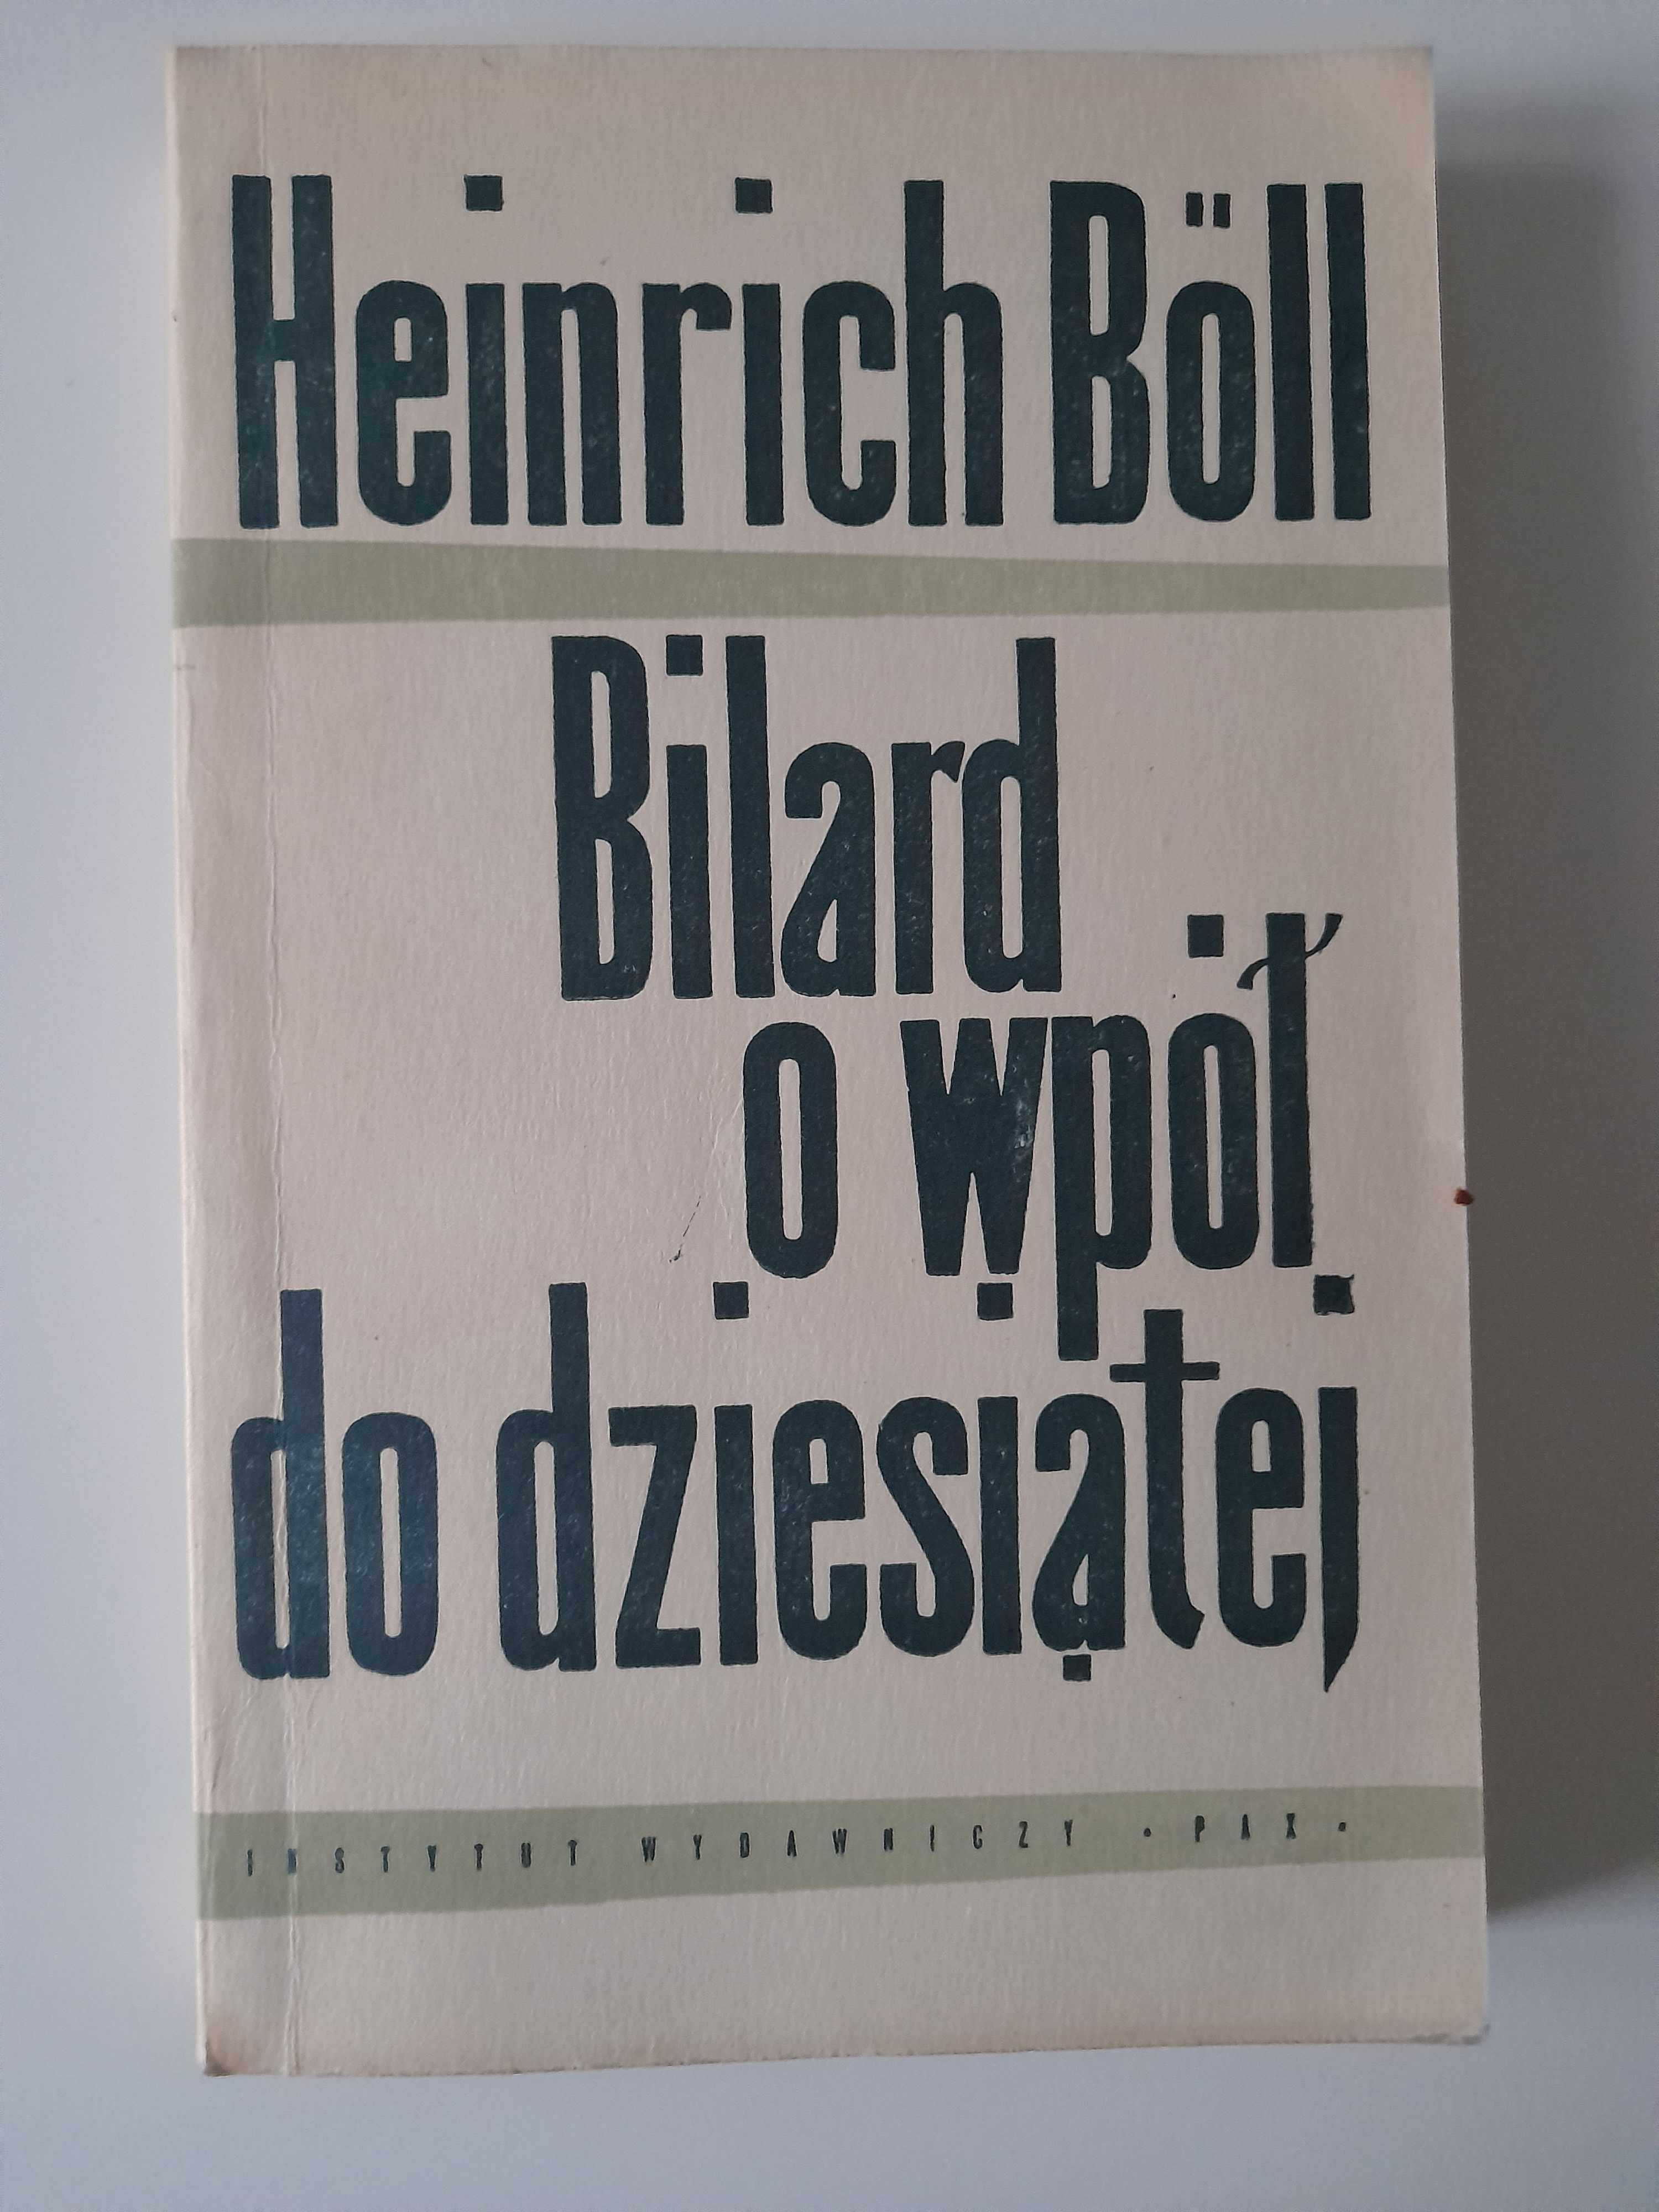 Heinrich Böll
Bilard
o wpół
do dziesiątej
INSTYTUT WYDAWNICZY • PAX •